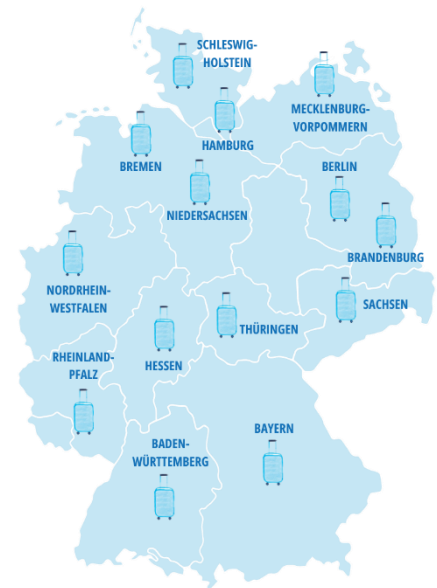 SCHLESWIG-
HOLSTEIN
MECKLENBURG-
VORPOMMERN
HAMBURG
BREMEN
BERLIN
NIEDERSACHSEN
BRANDENBURG
NORDRHEIN-
WESTFALEN
SACHSEN
THÜRINGEN
RHEINLAND-
PFALZ
HESSEN
BAYERN
BADEN-
WÜRTTEMBERG